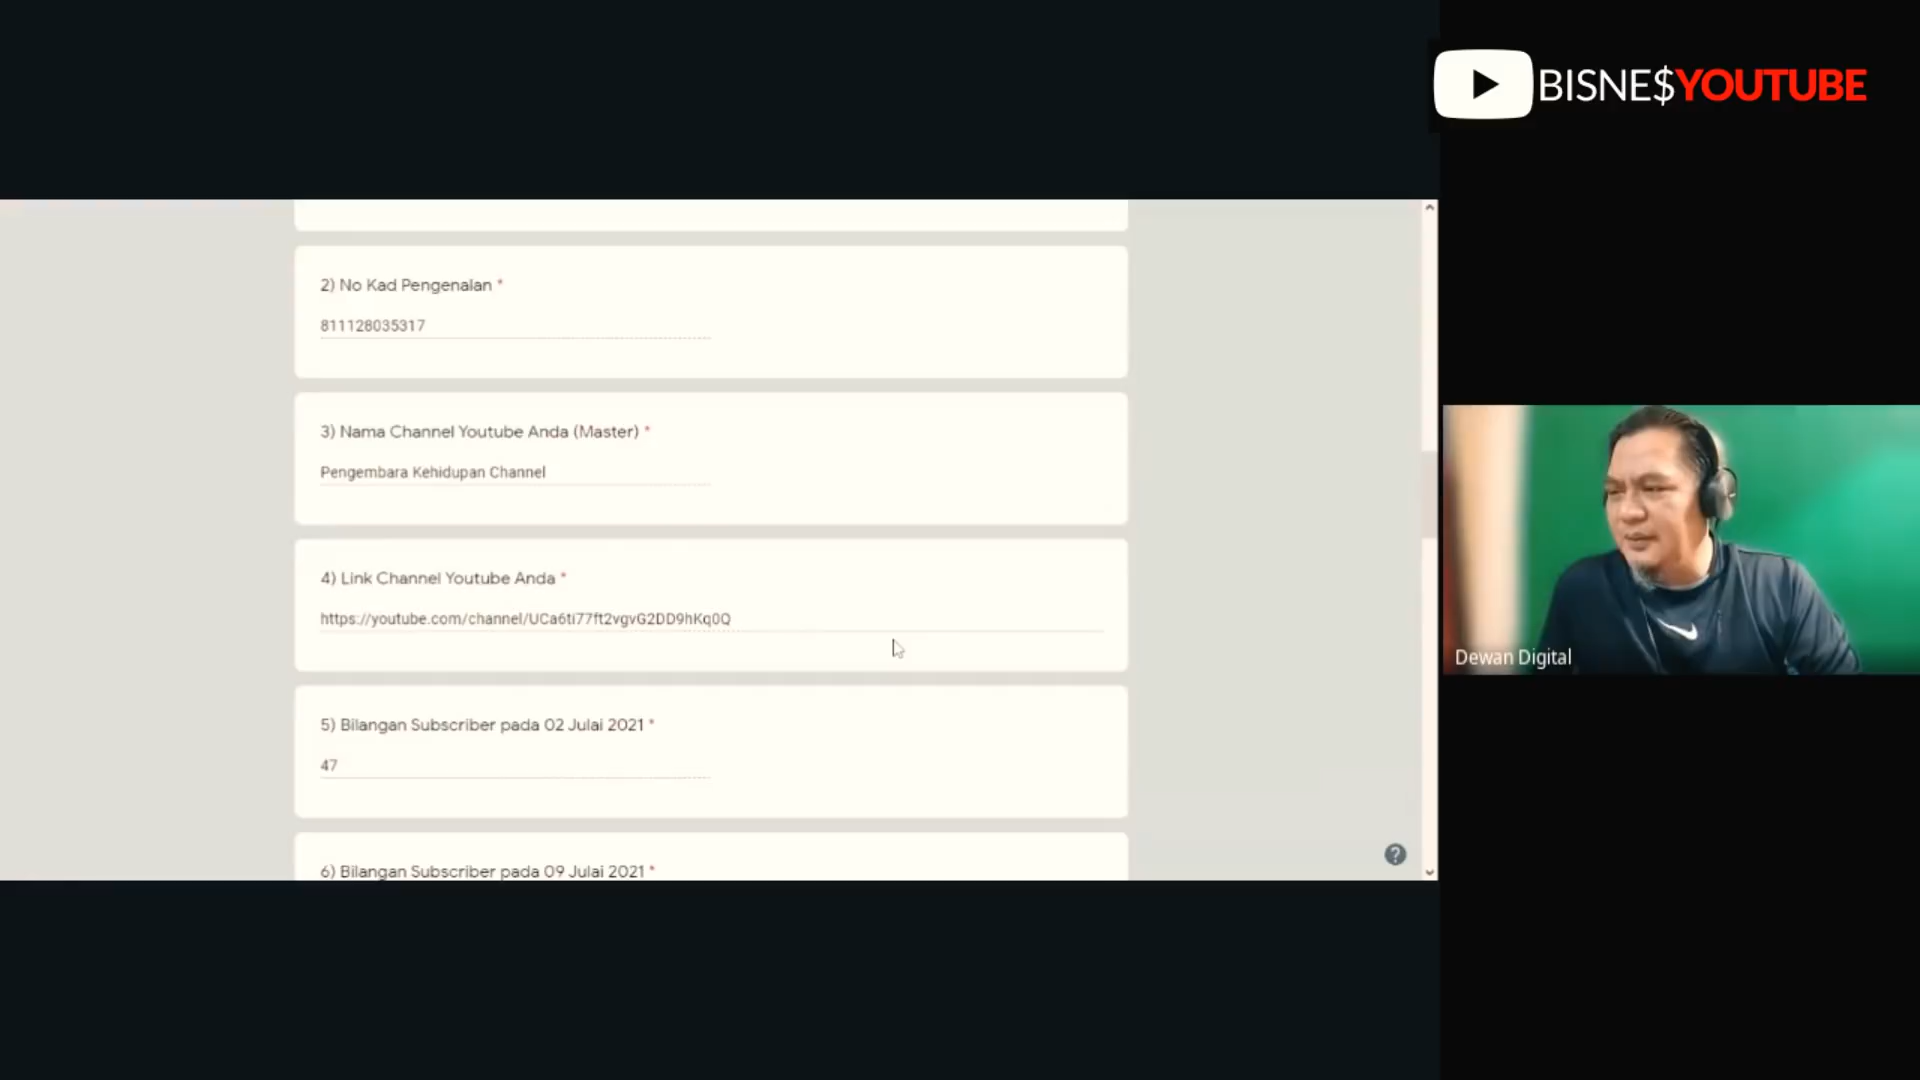 BISNE$YOUTUBE
2) No Kad Pengenalan *
811128035317
3) Nama Channel Youtube Anda (Master) *
Pengembara Kehidupan Channel
4) Link Channel Youtube Anda *
https://youtube.com/channel/UCa6ti77ft2vgvG2DD9hKq0Q
5) Bilangan Subscriber pada 02 Julai 2021 *
47
6) Bilangan Subscriber pada 09 Julai 2021 *
Dewan Digital